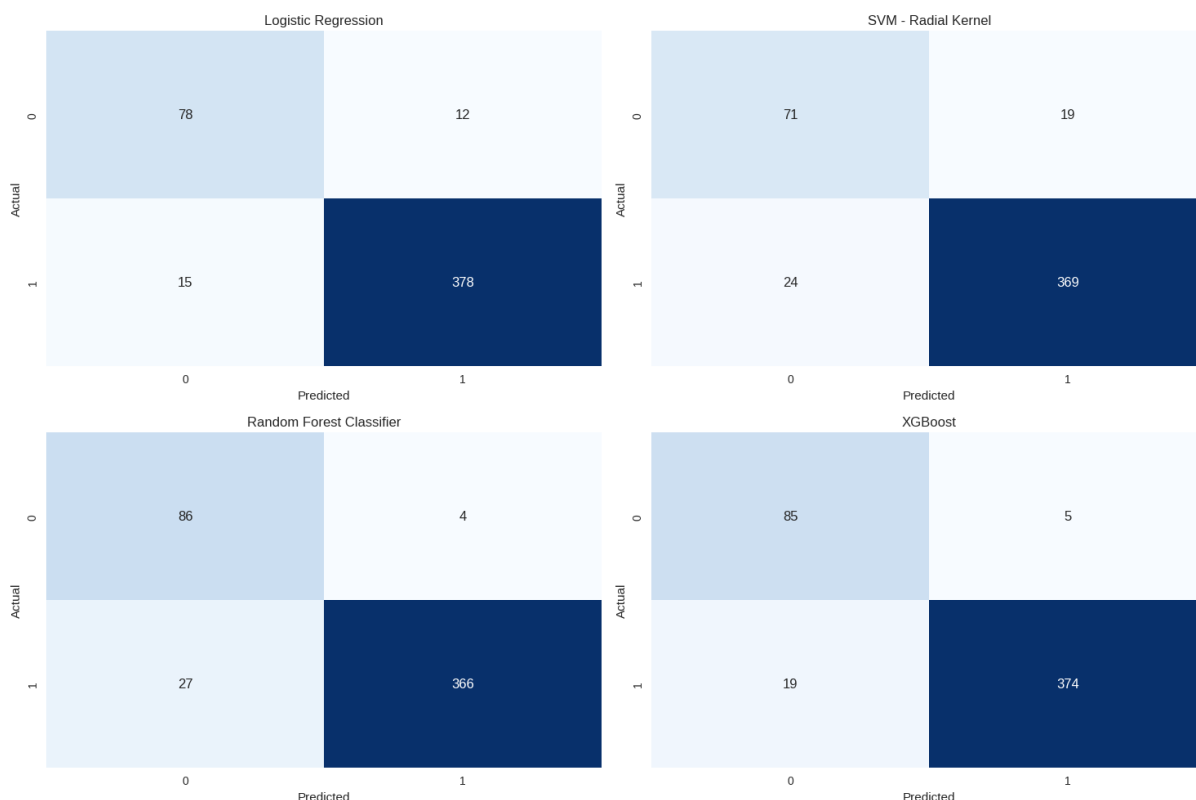 Logistic Regression
0
78
12
Actual
1
15
378
0
1
Predicted
SVM - Radial Kernel
0
71
19
Actual
1
24
369
0
1
Predicted
Random Forest Classifier
0
86
4
Actual
1
27
366
0
1
Predicted
XGBoost
0
85
5
Actual
1
19
374
0
1
Predicted